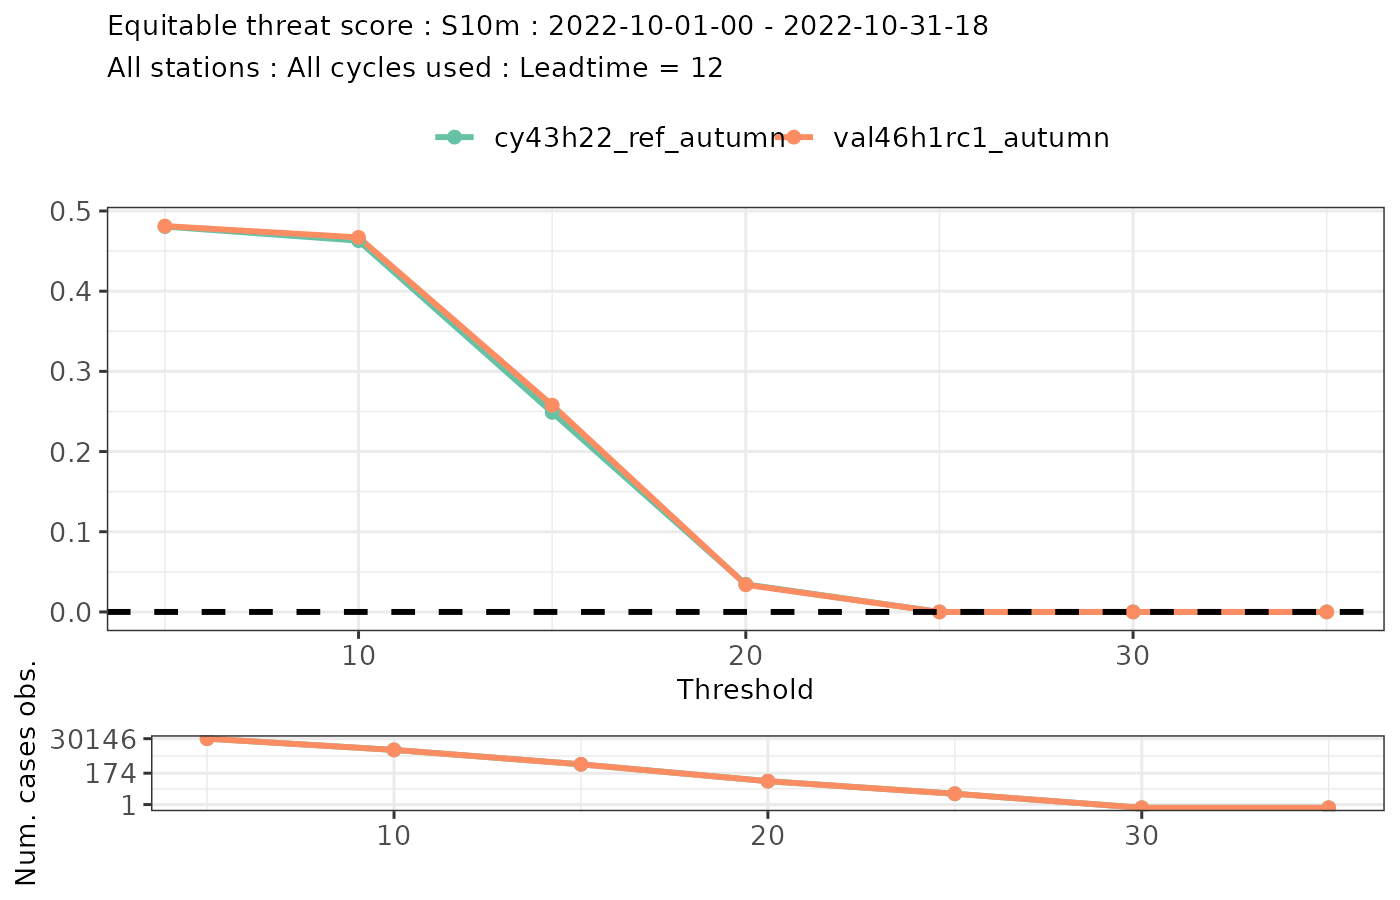 Equitable threat score : S10m : 2022-10-01-00 - 2022-10-31-18
All stations : All cycles used : Leadtime = 12
cy43h22_ref_autumn val46h1rc1_autumn
0.5
0.4
0.3
0.2
0.1
0.0
10 20 30
Threshold
Num. cases obs.
30146
174
1
10 20 30